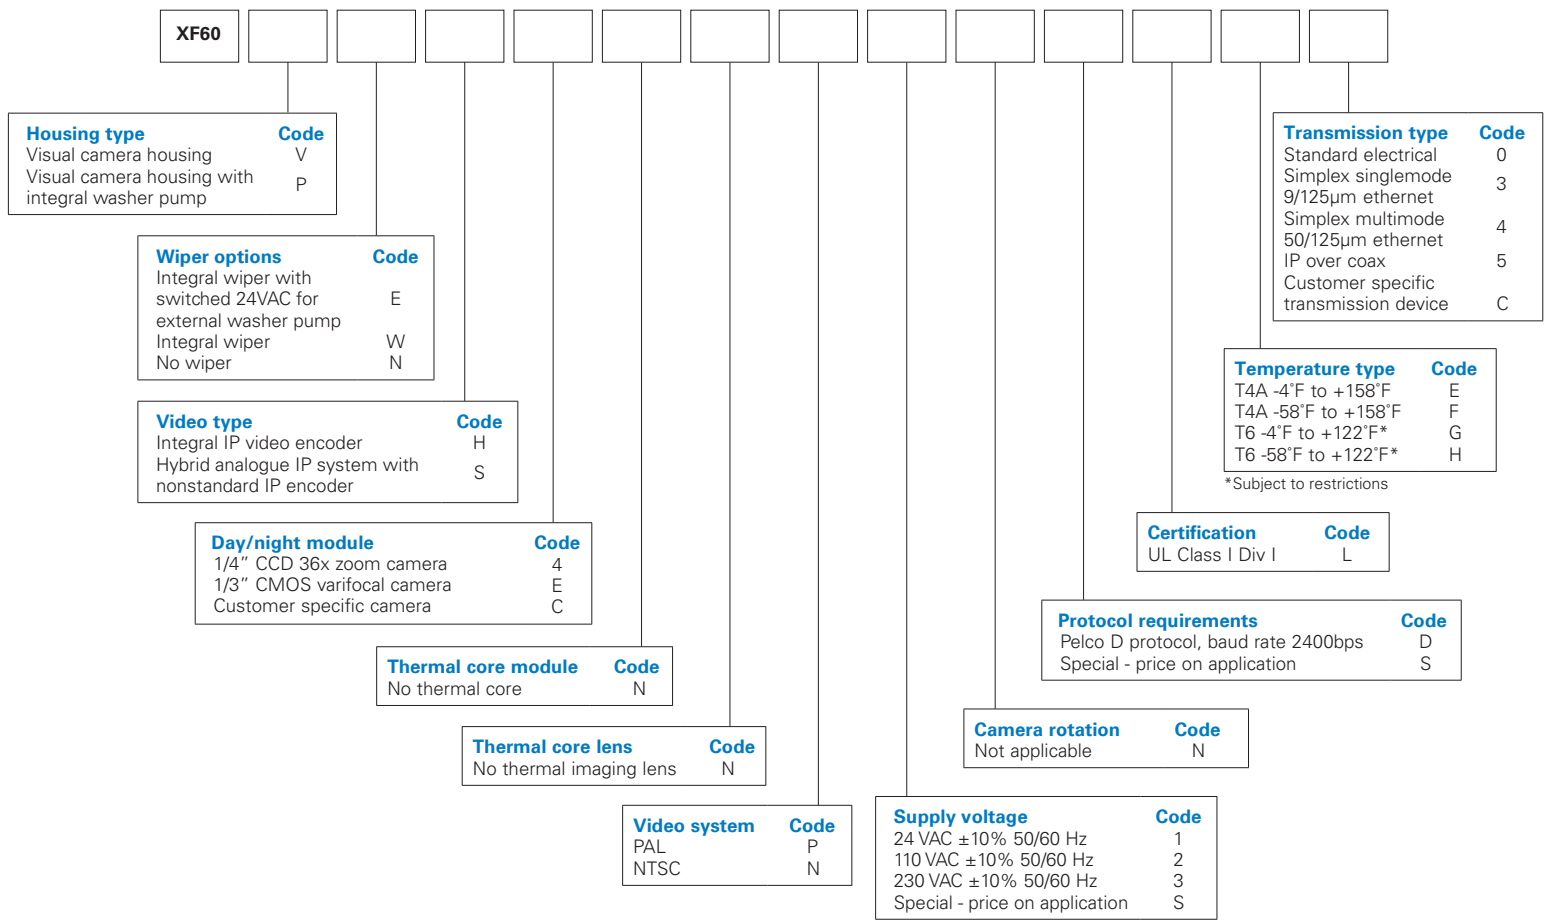 XF60
Housing type Code
Visual camera housing V
Visual camera housing with
integral washer pump P
Wiper options Code
Integral wiper with
switched 24VAC for
external washer pump E
Integral wiper W
No wiper N
Video type Code
Integral IP video encoder H
Hybrid analogue IP system with
nonstandard IP encoder S
Day/night module Code
1/4” CCD 36x zoom camera 4
1/3” CMOS varifocal camera E
Customer specific camera C
Thermal core module Code
No thermal core N
Thermal core lens Code
No thermal imaging lens N
Video system Code
PAL P
NTSC N
Supply voltage Code
24 VAC ±10% 50/60 Hz 1
110 VAC ±10% 50/60 Hz 2
230 VAC ±10% 50/60 Hz 3
Special - price on application S
Camera rotation Code
Not applicable N
Protocol requirements Code
Pelco D protocol, baud rate 2400bps D
Special - price on application S
Certification Code
UL Class I Div I L
Temperature type Code
T4A -4˚F to +158˚F E
T4A -58˚F to +158˚F F
T6 -4˚F to +122˚F* G
T6 -58˚F to +122˚F* H
*Subject to restrictions
Transmission type Code
Standard electrical 0
Simplex singlemode
9/125µm ethernet 3
Simplex multimode
50/125µm ethernet 4
IP over coax 5
Customer specific
transmission device C